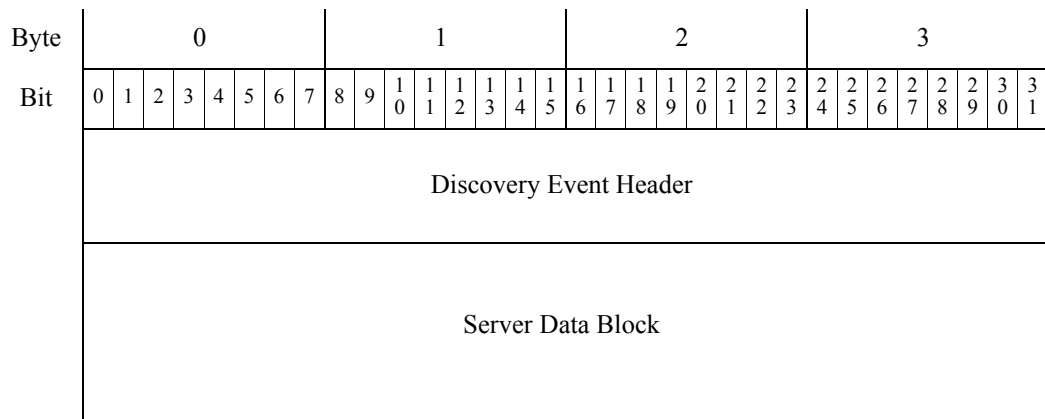 Byte 0 1 2 3
Bit 0 1 2 3 4 5 6 7 8 9 10 11 12 13 14 15 16 17 18 19 20 21 22 23 24 25 26 27 28 29 30 31
Discovery Event Header
Server Data Block